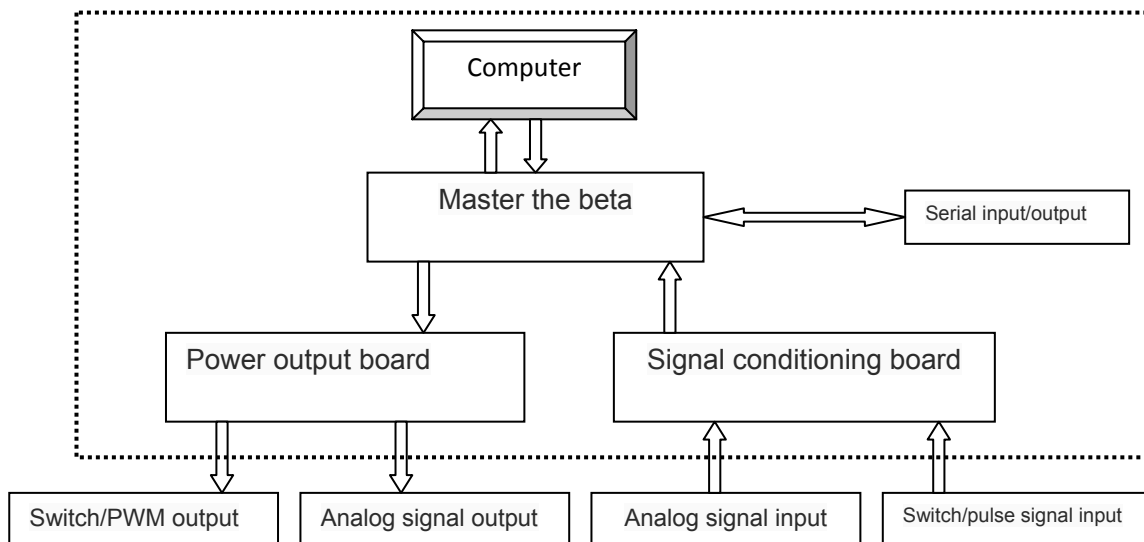 Computer
Master the beta
Serial input/output
Power output board
Signal conditioning board
Switch/PWM output
Analog signal output
Analog signal input
Switch/pulse signal input